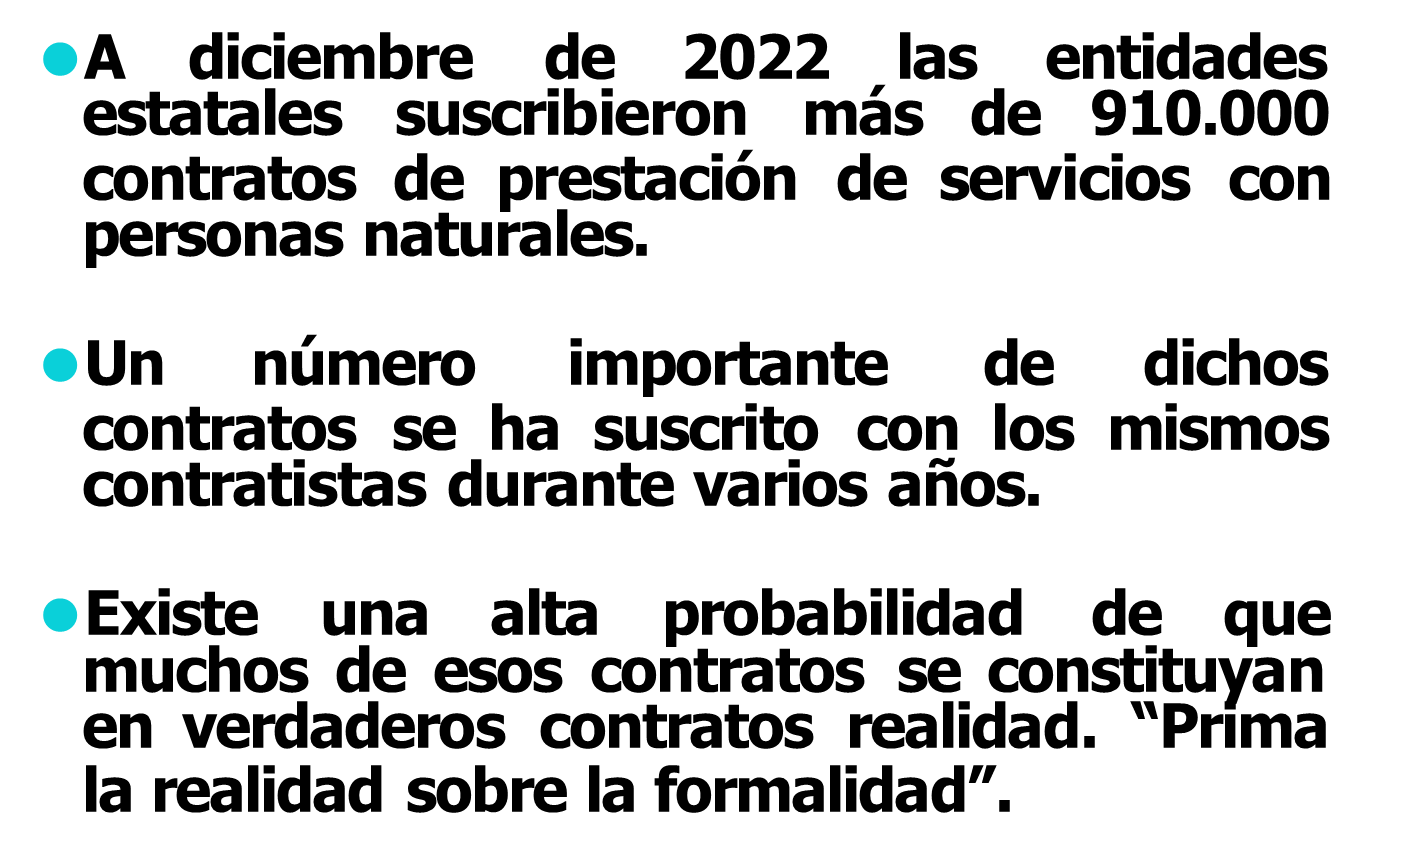 ●A diciembre de 2022 las entidades
estatales suscribieron más de 910.000
contratos de prestación de servicios con
personas naturales.
●Un número importante de dichos
contratos se ha suscrito con los mismos
contratistas durante varios años.
●Existe una alta probabilidad de que
muchos de esos contratos se constituyan
en verdaderos contratos realidad. “Prima
la realidad sobre la formalidad”.